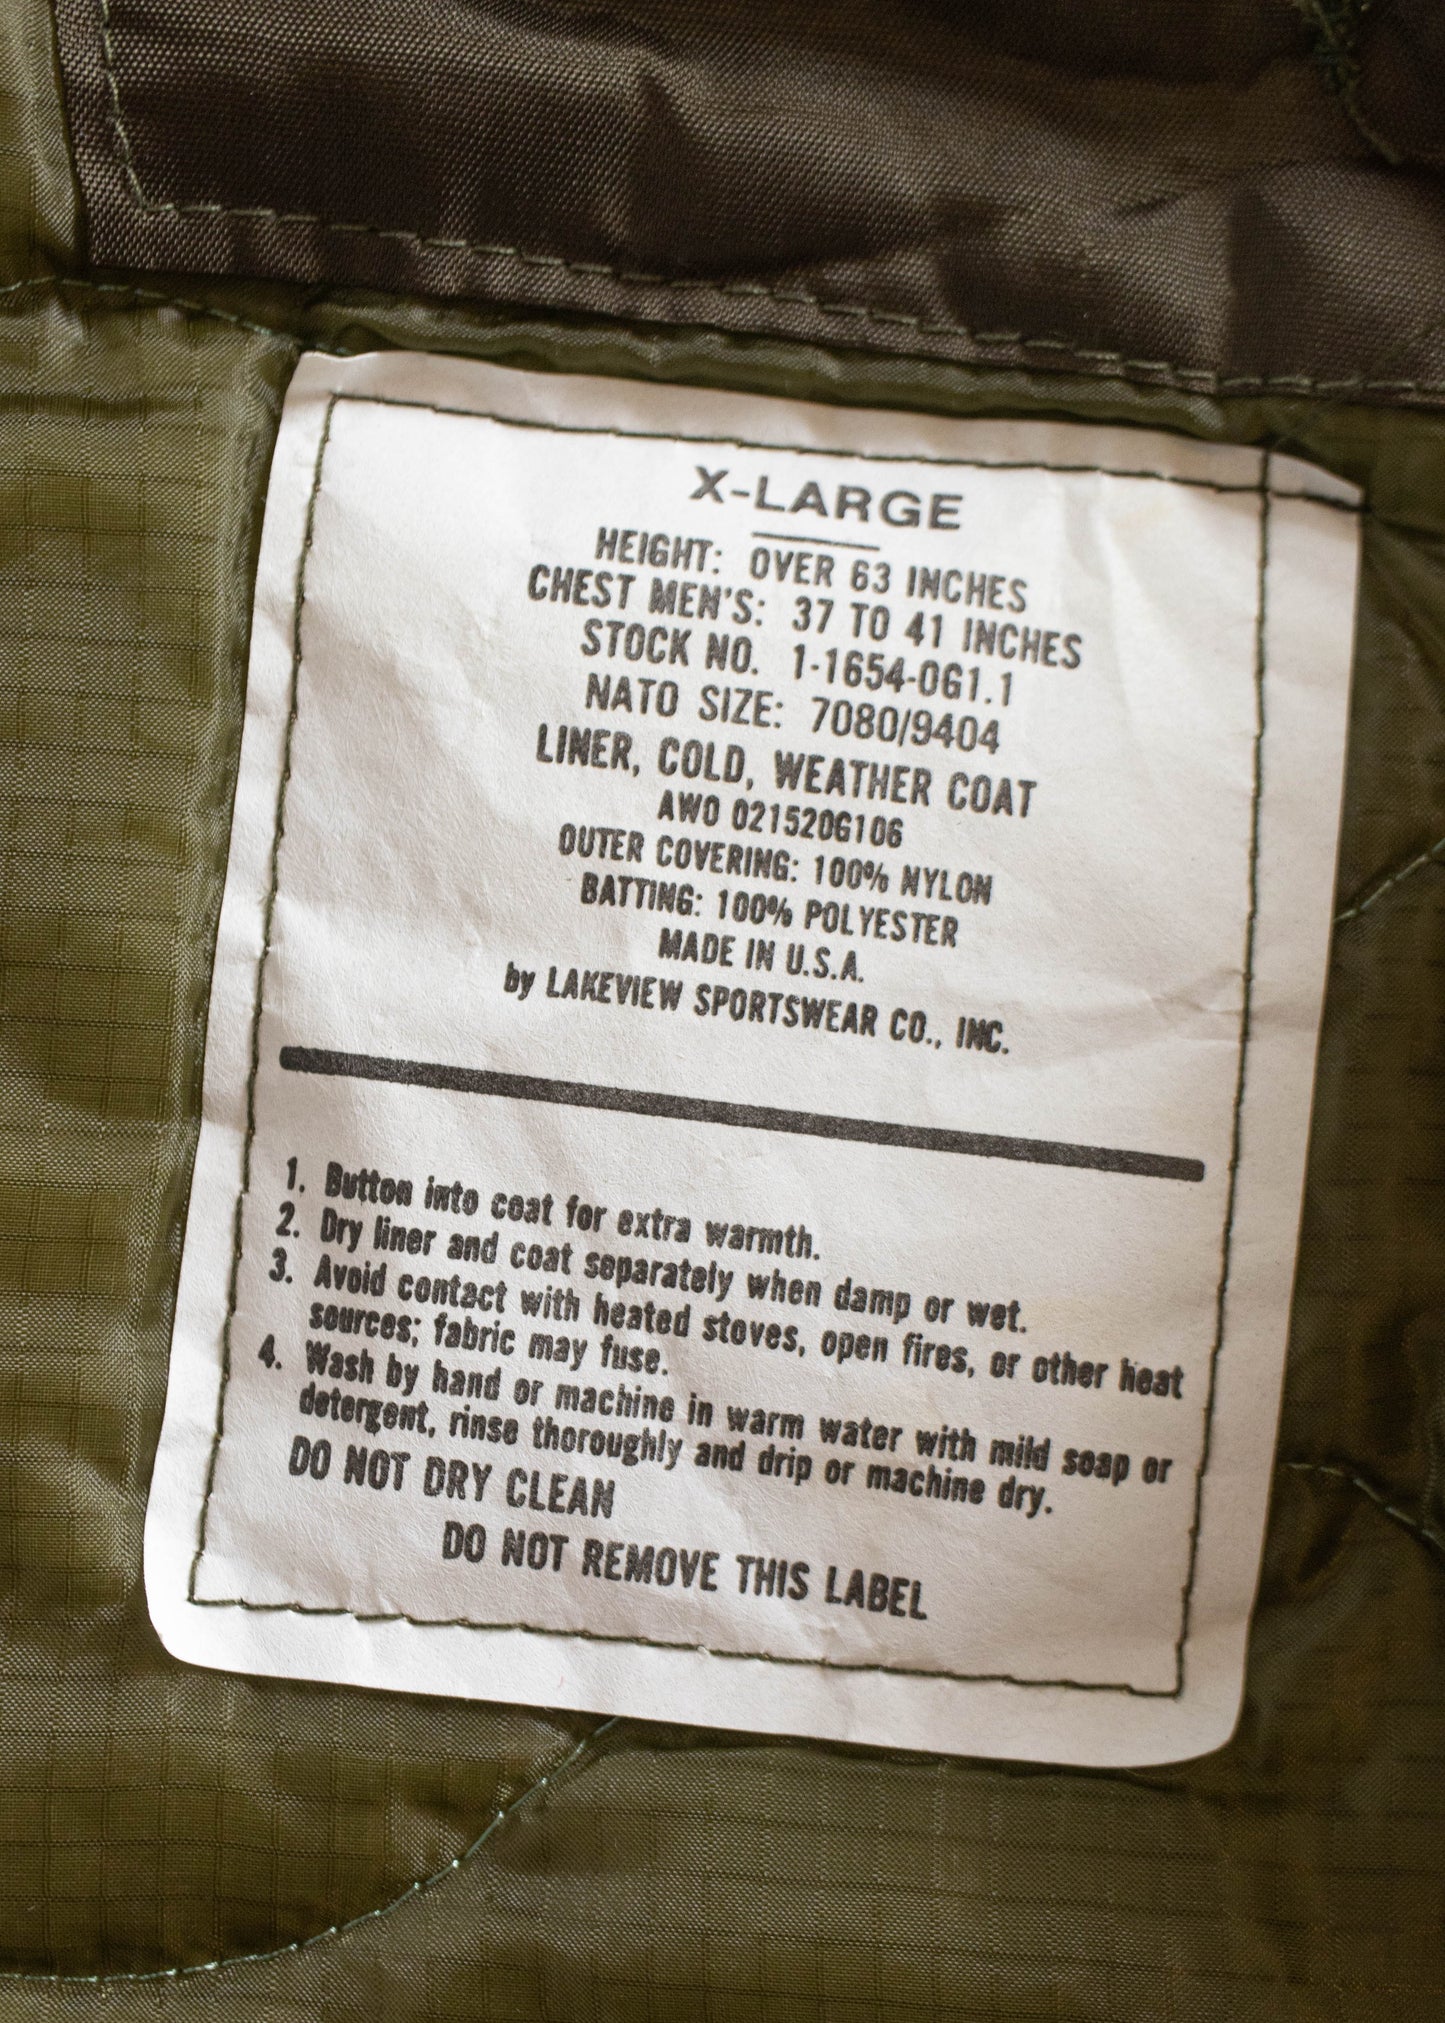 X-LARGE
HEIGHT: OVER 63 INCHES
CHEST MEN'S: 37 TO 41 INCHES
STOCK NO. 1-1654-0G1.1
NATO SIZE: 7080/9404
LINER, COLD, WEATHER COAT
AWO 021520G106
OUTER COVERING: 100% NYLON
BATTING: 100% POLYESTER
MADE IN U.S.A.
by LAKEVIEW SPORTSWEAR CO., INC.
1. Button into coat for extra warmth.
2. Dry liner and coat separately when damp or wet.
3. Avoid contact with heated stoves, open fires, or other heat
sources; fabric may fuse.
4. Wash by hand or machine in warm water with mild soap or
detergent, rinse thoroughly and drip or machine dry.
DO NOT DRY CLEAN
DO NOT REMOVE THIS LABEL